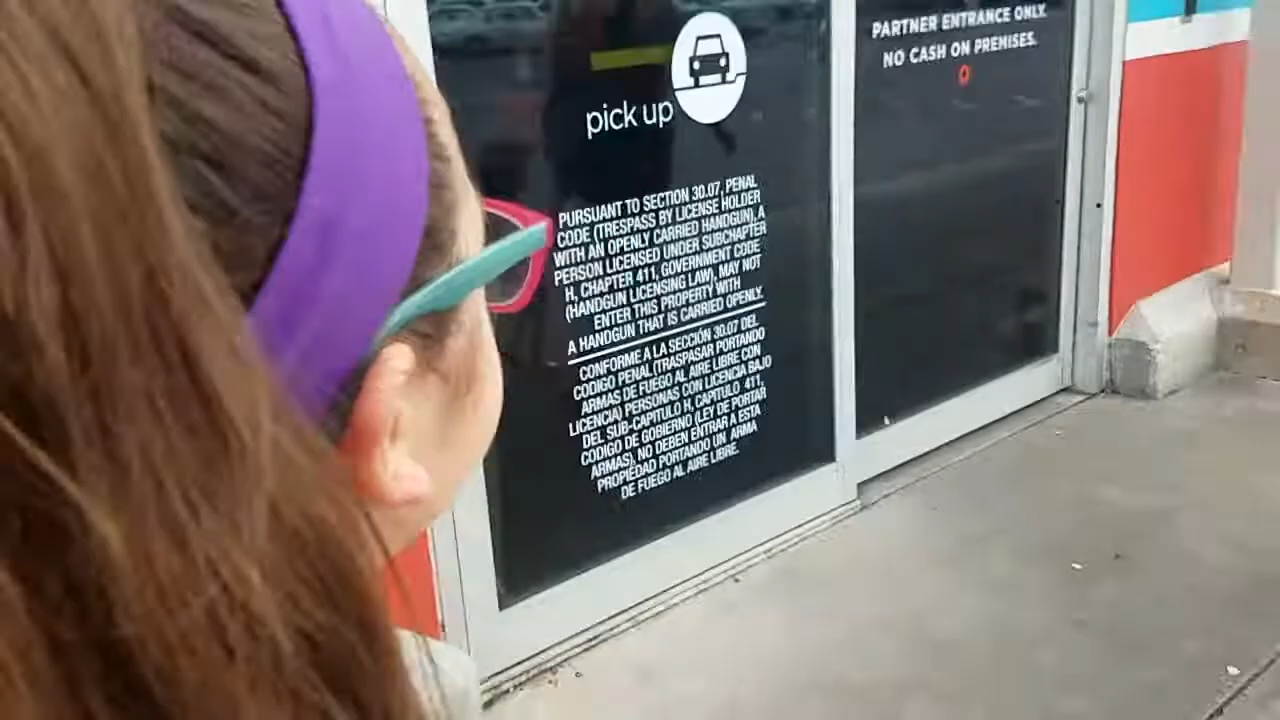 pick up
PURSUANT TO SECTION 30.07, PENAL
CODE (TRESPASS BY LICENSE HOLDER
WITH AN OPENLY CARRIED HANDGUN), A
PERSON LICENSED UNDER SUBCHAPTER
H, CHAPTER 411, GOVERNMENT CODE
(HANDGUN LICENSING LAW), MAY NOT
ENTER THIS PROPERTY WITH
A HANDGUN THAT IS CARRIED OPENLY.
CONFORME A LA SECCIÓN 30.07 DEL
CODIGO PENAL (TRASPASAR PORTANDO
ARMAS DE FUEGO AL AIRE LIBRE CON
LICENCIA) PERSONAS CON LICENCIA BAJO
DEL SUB-CAPITULO H, CAPITULO 411,
CODIGO DE GOBIERNO (LEY DE PORTAR
ARMAS), NO DEBEN ENTRAR A ESTA
PROPIEDAD PORTANDO UN ARMA
DE FUEGO AL AIRE LIBRE.
PARTNER ENTRANCE ONLY.
NO CASH ON PREMISES.